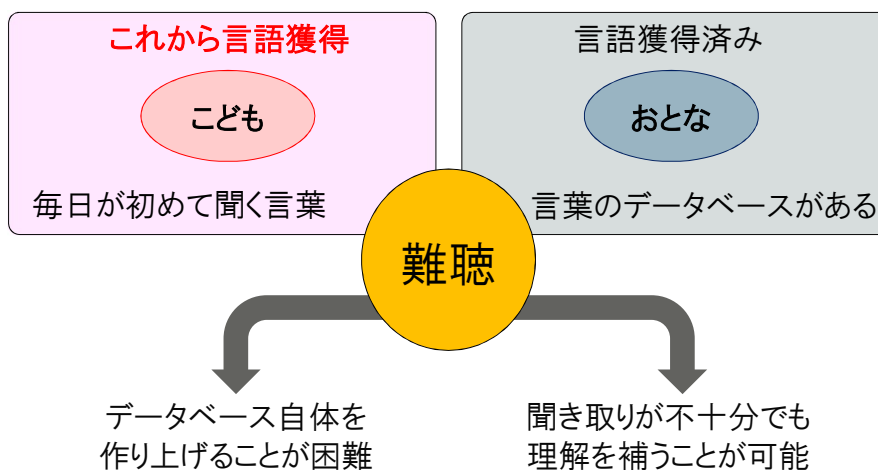 これから言語獲得
こども
毎日が初めて聞く言葉
言語獲得済み
おとな
言葉のデータベースがある
難聴
データベース自体を
作り上げることが困難
聞き取りが不十分でも
理解を補うことが可能